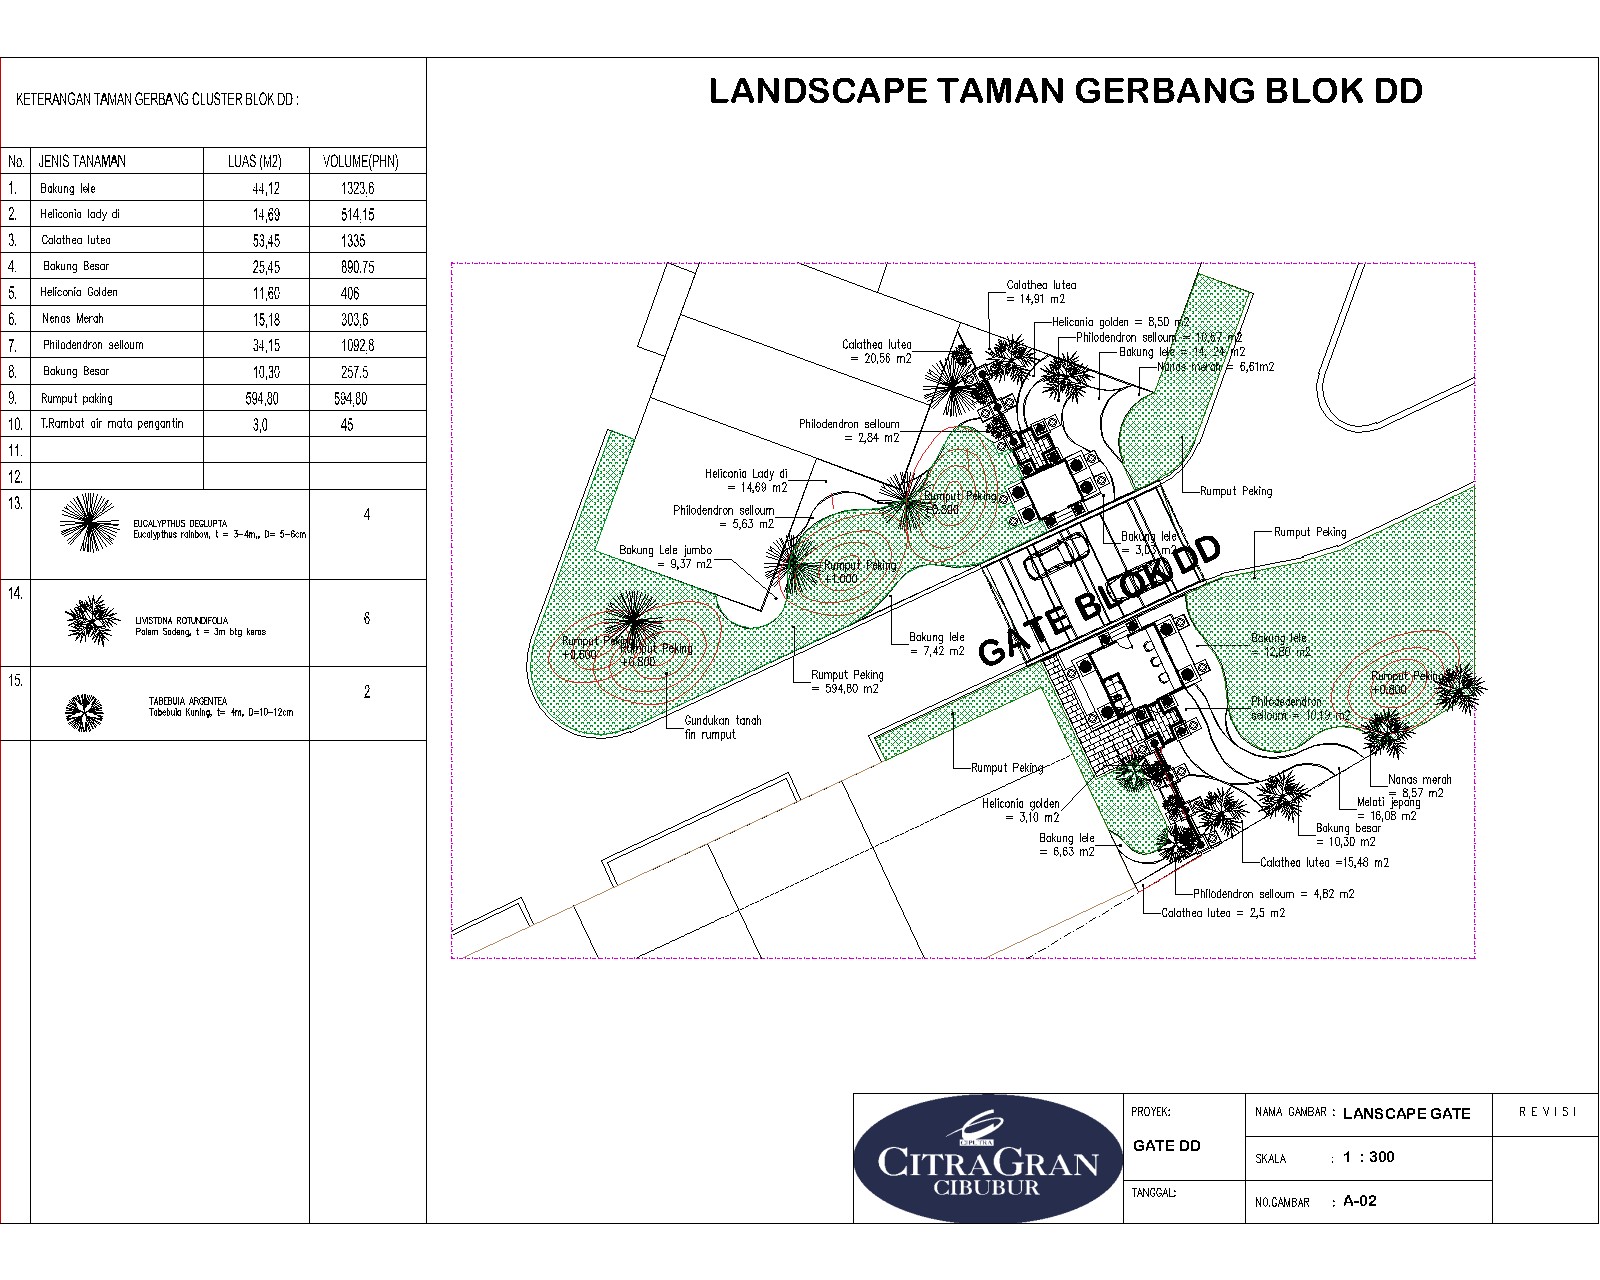 LANDSCAPE TAMAN GERBANG BLOK DD
KETERANGAN TAMAN GERBANG CLUSTER BLOK DD :
No. JENIS TANAMAN LUAS (M2) VOLUME(PHN)
1. Bakung lele 44,12 1323,6
2. Heliconia lady di 14,69 514,15
3. Calathea lutea 53,45 1335
4. Bakung Besar 25,45 890.75
5. Heliconia Golden 11,60 406
6. Nenas Merah 15,18 303,6
7. Philodendron selloum 34,15 1092,8
8. Bakung Besar 10,30 257.5
9. Rumput paking 594,80 594,80
10. T.Rambat air mata pengantin 3,0 45
11.
12.
13. 4
EUCALYPTHUS DEGLUPTA
Eucalypthus rainbow, t = 3-4m,, D= 5-6cm
14. 6
LIVISTONA ROTUNDIFOLIA
Palem Sadeng, t = 3m btg keras
15. 2
TABEBUIA ARGENTEA
Tabebuia Kuning, t= 4m, D=10-12cm
Calathea lutea
= 14,91 m2
Heliconia golden = 8,50 m2
Philodendron selloum = 10,67 m2
Bakung lele = 14, 24 m2
Nanas merah = 6,61m2
Calathea lutea
= 20,56 m2
Philodendron selloum
= 2,84 m2
Heliconia Lady di
= 14,69 m2
Philodendron selloum
= 5,63 m2
Bakung Lele jumbo
= 9,37 m2
Rumput Peking
Rumput Peking
+1.000
Rumput Peking
Rumput Peking
Bakung lele
= 3,03 m2
GATE BLOK DD
Rumput Peking
+0.600
Rumput Peking
+0.800
Bakung lele
= 7,42 m2
Rumput Peking
= 594,80 m2
Gundukan tanah
fin rumput
Bakung lele
= 12,80 m2
Rumput Peking
+0.800
Philodedendron
selloum = 10,19 m2
Rumput Peking
Heliconia golden
= 3,10 m2
Bakung lele
= 6,63 m2
Nanas merah
= 8,57 m2
Melati jepang
= 16,08 m2
Bakung besar
= 10,30 m2
Calathea lutea =15,48 m2
Philodendron selloum = 4,82 m2
Calathea lutea = 2,5 m2
CIPUTRA
CITRAGRAN
CIBUBUR
PROYEK:
GATE DD
TANGGAL:
NAMA GAMBAR : LANSCAPE GATE
SKALA : 1 : 300
NO.GAMBAR : A-02
REVISI